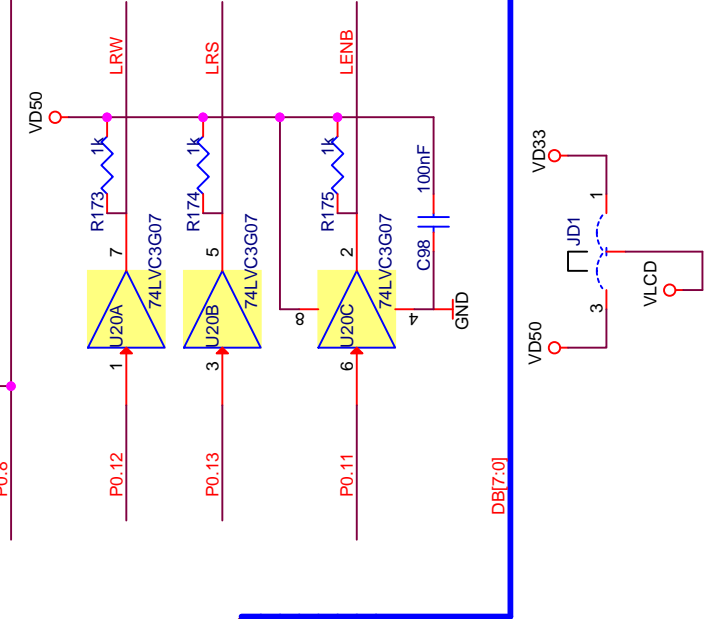 LRW
LRS
LENB
VD50
1k
1k
1k
100nF
R173
R174
R175
C98
7
5
2
74LVC3G07
74LVC3G07
74LVC3G07
U20A
U20B
U20C
8
4
GND
1
3
6
P0.8
P0.12
P0.13
P0.11
DB[7:0]
VD33
1
JD1
VLCD
3
VD50